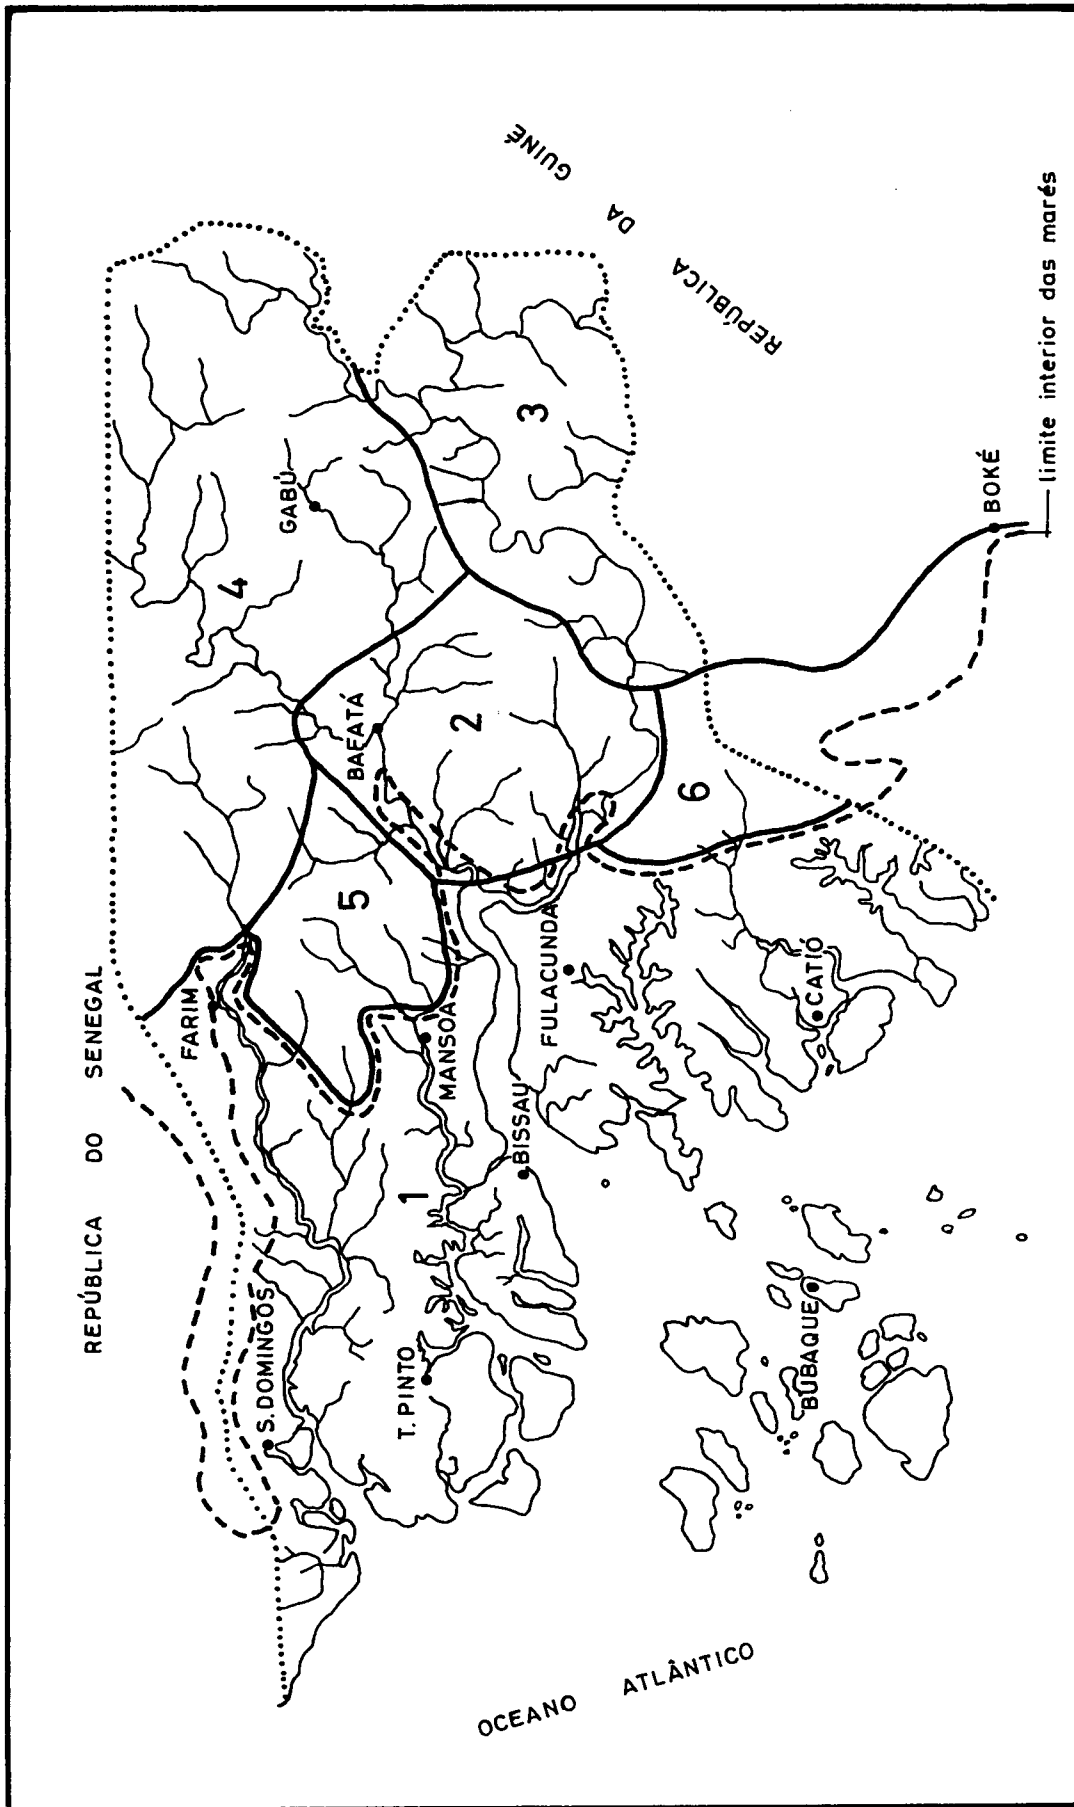 REPÚBLICA DO SENEGAL
REPÚBLICA DA GUINÉ
OCEANO ATLÂNTICO
FARIM
S. DOMINGOS
GABÚ
BAFATÁ
MANSOA
T. PINTO
BISSAU
FULACUNDA
CATIÓ
BUBAQUE
BOKÉ
limite interior das marés
1
2
3
4
5
6